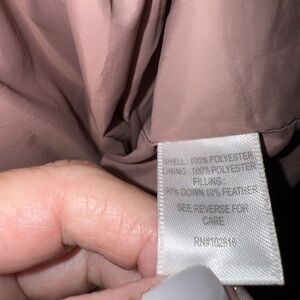 SHELL: 100% POLYESTER
LINING: 100% POLYESTER
FILLING:
90% DOWN 10% FEATHER
SEE REVERSE FOR
CARE
RN#102816